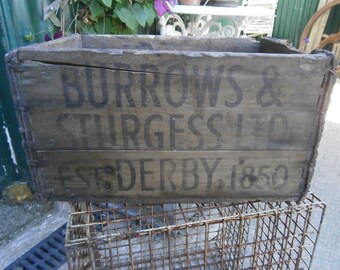 BURROWS &
STURGESS LTD
ESTD DERBY, 1850